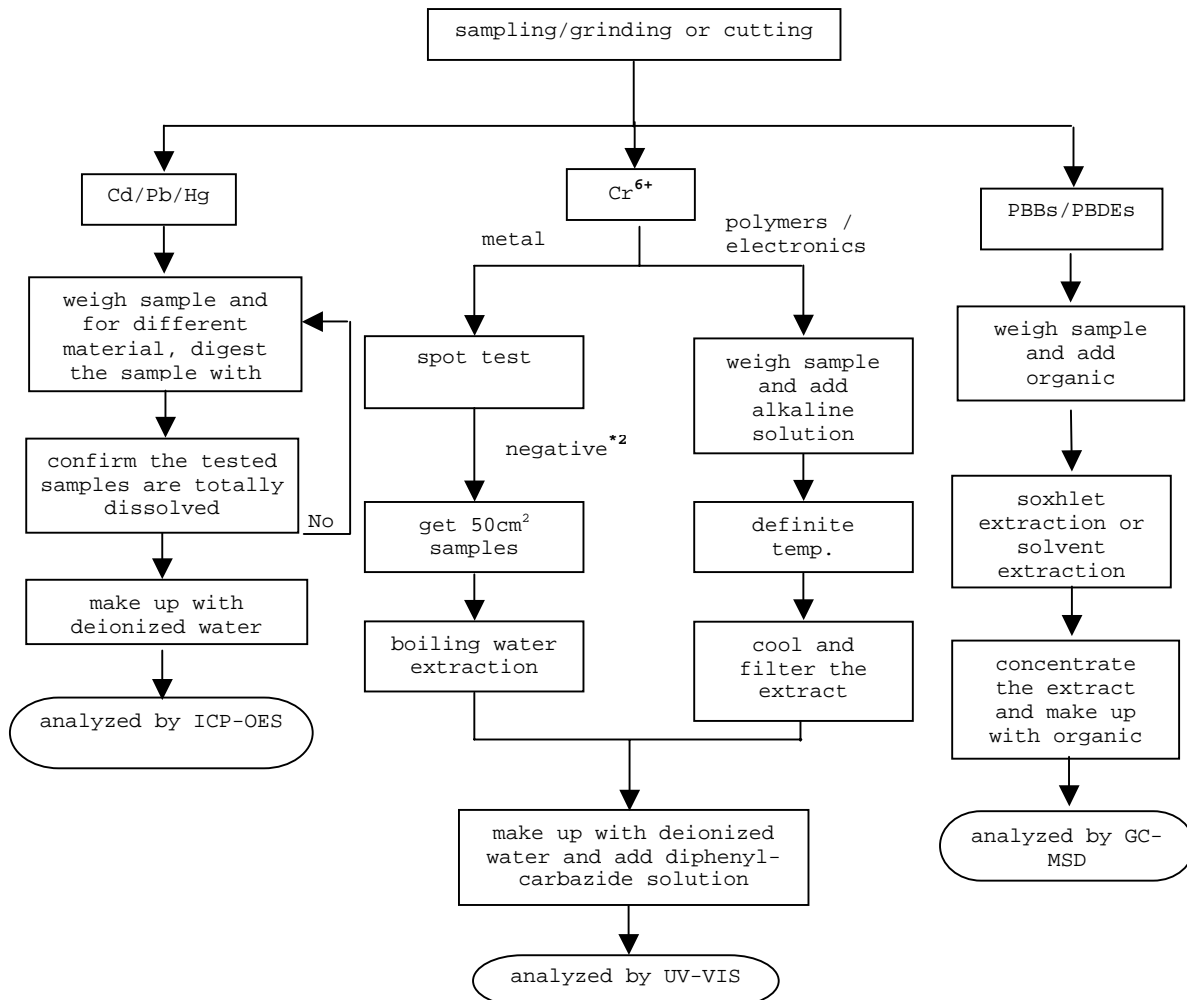 sampling/grinding or cutting
Cd/Pb/Hg
weigh sample and
for different
material, digest
the sample with
confirm the tested
samples are totally
dissolved
No
make up with
deionized water
analyzed by ICP-OES
Cr⁶⁺
metal
spot test
negative*²
get 50cm²
samples
boiling water
extraction
polymers /
electronics
weigh sample
and add
alkaline
solution
definite
temp.
cool and
filter the
extract
make up with deionized
water and add diphenyl-
carbazide solution
analyzed by UV-VIS
PBBs/PBDEs
weigh sample
and add
organic
soxhlet
extraction or
solvent
extraction
concentrate
the extract
and make up
with organic
analyzed by GC-
MSD